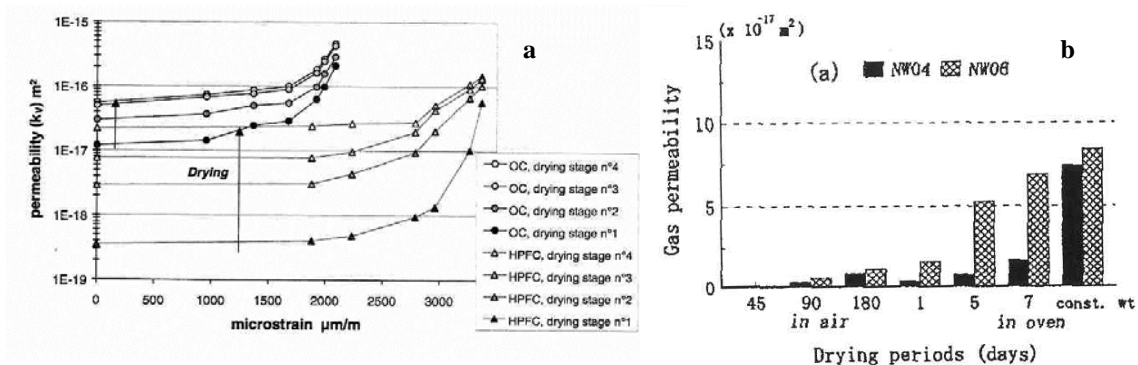 a
1E-15
1E-16
1E-17
1E-18
1E-19
permeability (kv) m²
Drying
0 500 1000 1500 2000 2500 3000
microstrain µm/m
OC, drying stage n°4
OC, drying stage n°3
OC, drying stage n°2
OC, drying stage n°1
HPFC, drying stage n°4
HPFC, drying stage n°3
HPFC, drying stage n°2
HPFC, drying stage n°1
b
(x 10⁻¹⁷ m²)
(a) NW04 NW06
15
10
5
0
Gas permeability
45 90 180 1 5 7 const. wt
in air in oven
Drying periods (days)